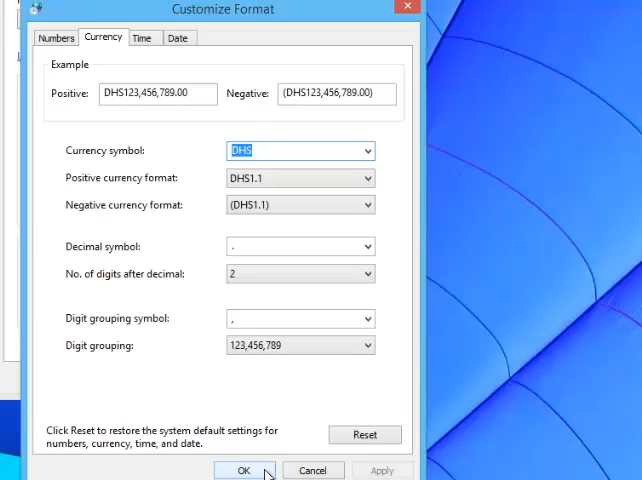 Customize Format
Numbers Currency Time Date
Example
Positive: DHS123,456,789.00 Negative: (DHS123,456,789.00)
Currency symbol: DHS
Positive currency format: DHS1.1
Negative currency format: (DHS1.1)
Decimal symbol: .
No. of digits after decimal: 2
Digit grouping symbol: ,
Digit grouping: 123,456,789
Click Reset to restore the system default settings for
numbers, currency, time, and date.
Reset
OK Cancel Apply